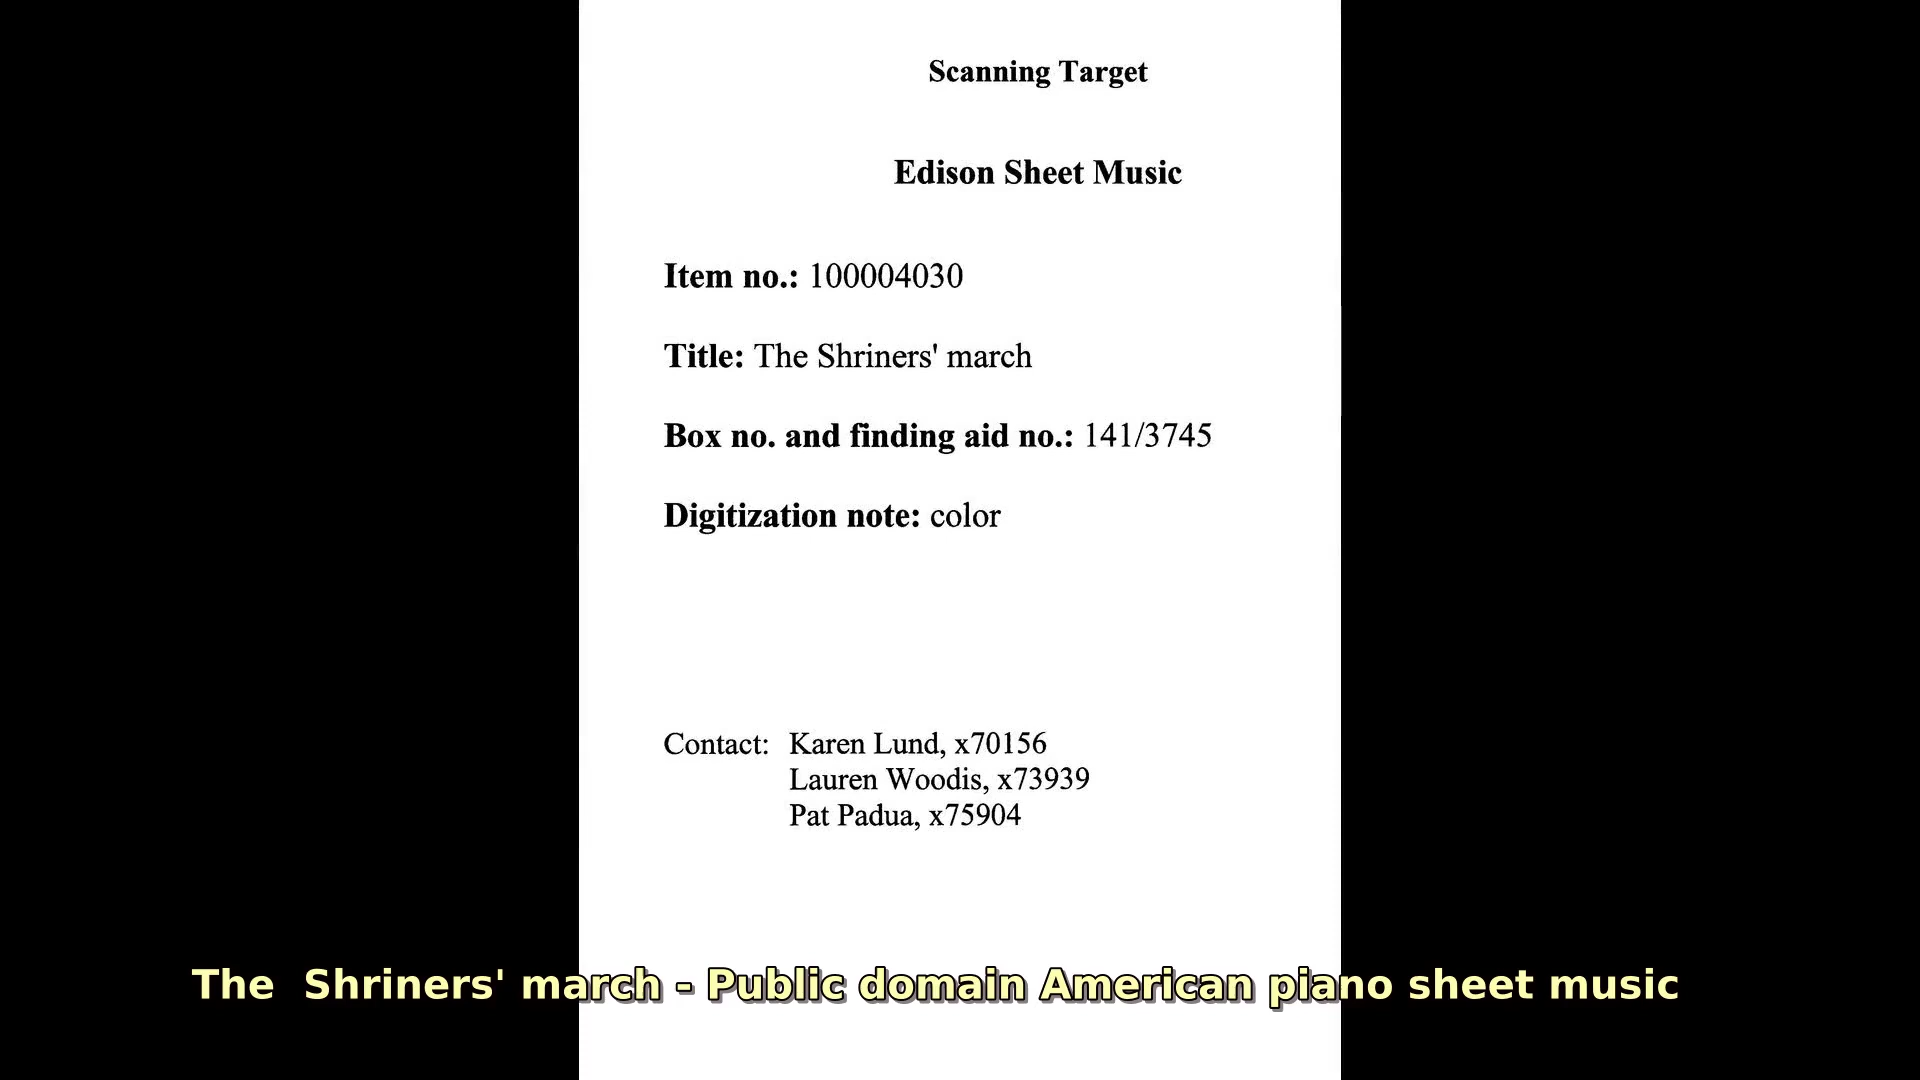 Scanning Target
Edison Sheet Music
Item no.: 100004030
Title: The Shriners' march
Box no. and finding aid no.: 141/3745
Digitization note: color
Contact: Karen Lund, x70156
Lauren Woodis, x73939
Pat Padua, x75904
The Shriners' march - Public domain American piano sheet music